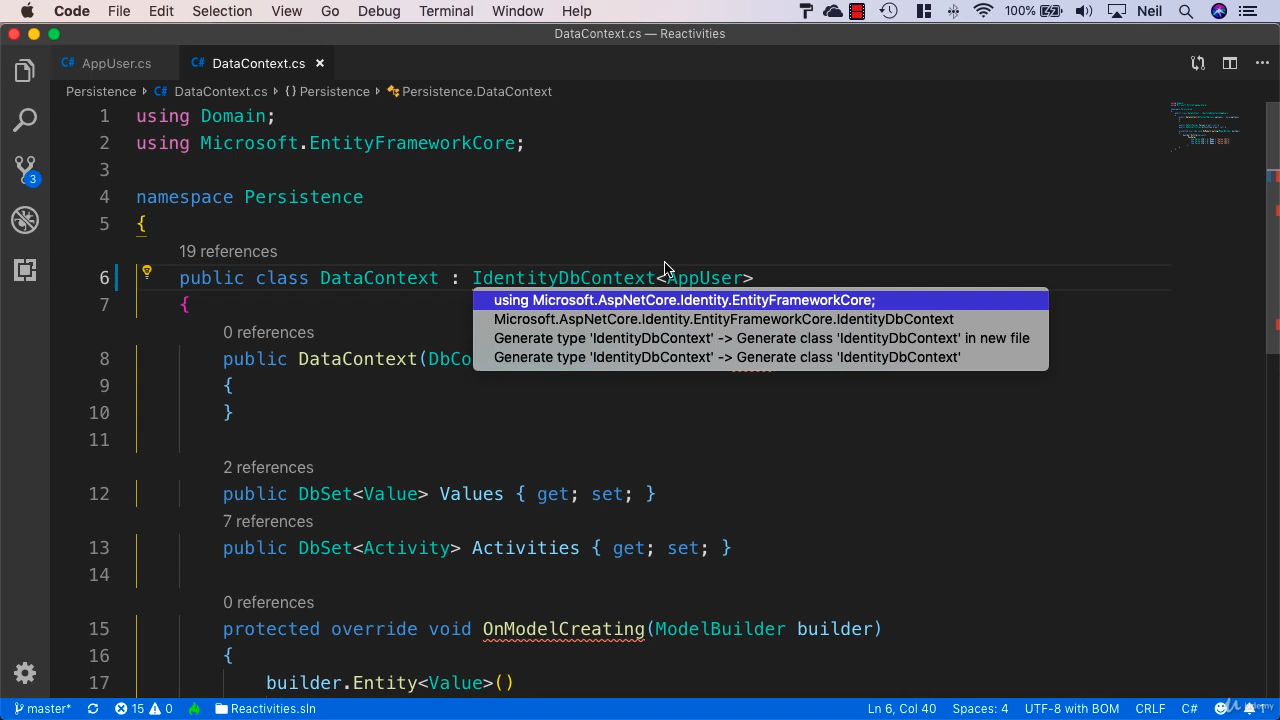 Code File Edit Selection View Go Debug Terminal Window Help 100% Neil
DataContext.cs — Reactivities
C# AppUser.cs C# DataContext.cs ×
Persistence › C# DataContext.cs › {} Persistence › Persistence.DataContext
1 using Domain;
2 using Microsoft.EntityFrameworkCore;
3
4 namespace Persistence
5 {
19 references
6 public class DataContext : IdentityDbContext<AppUser>
7 {
using Microsoft.AspNetCore.Identity.EntityFrameworkCore;
Microsoft.AspNetCore.Identity.EntityFrameworkCore.IdentityDbContext
Generate type 'IdentityDbContext' -> Generate class 'IdentityDbContext' in new file
Generate type 'IdentityDbContext' -> Generate class 'IdentityDbContext'
0 references
8 public DataContext(DbCo
9 {
10 }
11
2 references
12 public DbSet<Value> Values { get; set; }
7 references
13 public DbSet<Activity> Activities { get; set; }
14
0 references
15 protected override void OnModelCreating(ModelBuilder builder)
16 {
17 builder.Entity<Value>()
3
master* 15 0 Reactivities.sln Ln 6, Col 40 Spaces: 4 UTF-8 with BOM CRLF C# 1
Udemy